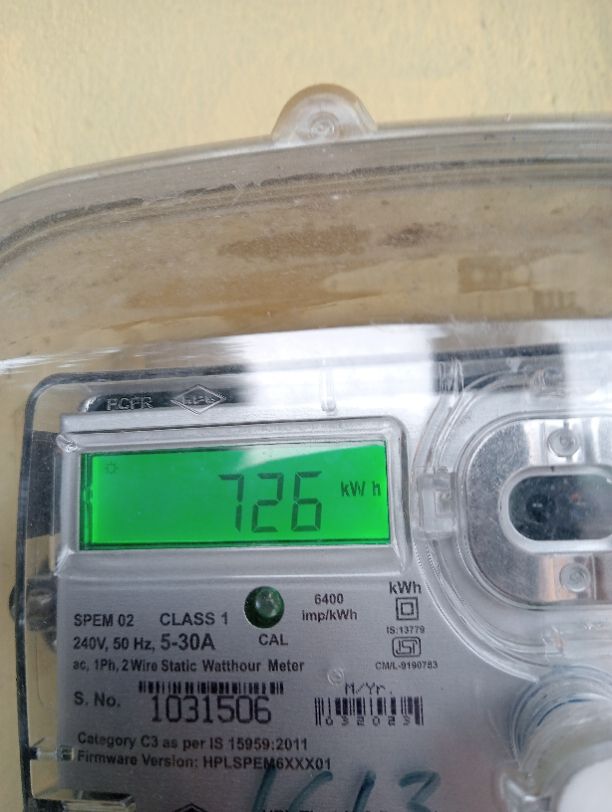 HPL
726 kW h
SPEM 02 CLASS 1
240V, 50 Hz, 5-30A
ac, 1Ph, 2 Wire Static Watthour Meter
CAL
6400
imp/kWh
kWh
IS:13779
ISI
CM/L-9190783
S. No. 1031506
M/Yr.
032023
Category C3 as per IS 15959:2011
Firmware Version: HPLSPEM6XXX01